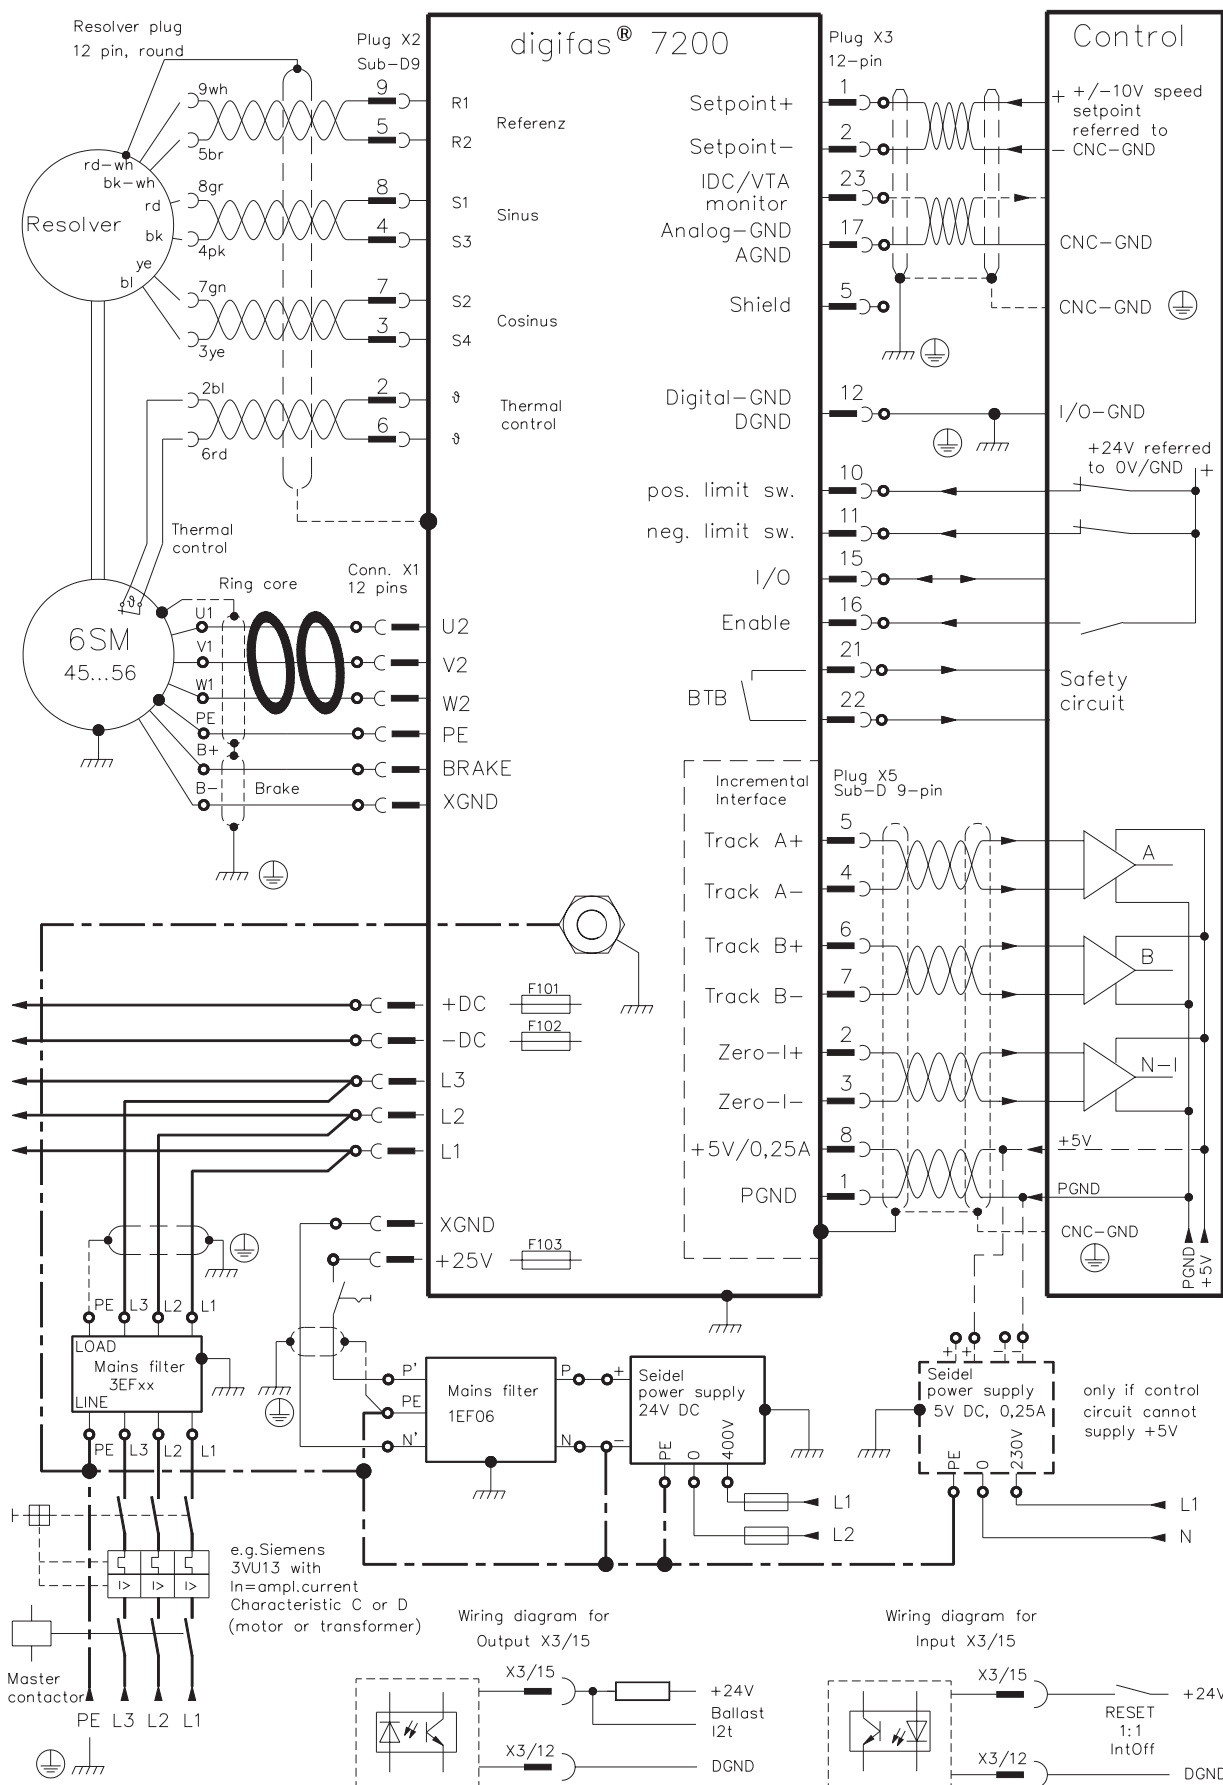 Resolver plug
12 pin, round
Plug X2
Sub-D9
digifas® 7200
Plug X3
12-pin
Control
9wh
9
R1
5br
5
R2
Referenz
rd-wh
bk-wh
8gr
8
S1
rd
Sinus
Resolver
bk
4pk
4
S3
ye
bl
7gn
7
S2
Cosinus
3ye
3
S4
2bl
2
ϑ
Thermal
control
6rd
6
ϑ
Setpoint+
1
+
+/-10V speed
setpoint
referred to
Setpoint-
2
-
CNC-GND
IDC/VTA
monitor
23
Analog-GND
AGND
17
CNC-GND
Shield
5
CNC-GND
Digital-GND
DGND
12
I/O-GND
+24V referred
to 0V/GND
+
pos. limit sw.
10
neg. limit sw.
11
I/O
15
Enable
16
BTB
21
22
Safety
circuit
Thermal
control
Ring core
Conn. X1
12 pins
ϑ
6SM
45...56
U1
U2
V1
V2
W1
W2
PE
PE
B+
BRAKE
B-
Brake
XGND
Incremental
Interface
Plug X5
Sub-D 9-pin
Track A+
5
A
Track A-
4
Track B+
6
B
Track B-
7
Zero-I+
2
N-I
Zero-I-
3
+5V/0,25A
8
+5V
PGND
1
PGND
CNC-GND
PGND
+5V
+DC
F101
-DC
F102
L3
L2
L1
XGND
+25V
F103
PE
L3
L2
L1
LOAD
Mains filter
3EFxx
LINE
PE
L3
L2
L1
P'
PE
N'
Mains filter
1EF06
P
N
+
-
Seidel
power supply
24V DC
PE
0
400V
L1
L2
+
+
-
-
Seidel
power supply
5V DC, 0,25A
PE
0
230V
only if control
circuit cannot
supply +5V
L1
N
I>
I>
I>
e.g.Siemens
3VU13 with
In=ampl.current
Characteristic C or D
(motor or transformer)
Master
contactor
PE
L3
L2
L1
Wiring diagram for
Output X3/15
X3/15
+24V
Ballast
I2t
X3/12
DGND
Wiring diagram for
Input X3/15
X3/15
+24V
RESET
1:1
IntOff
X3/12
DGND